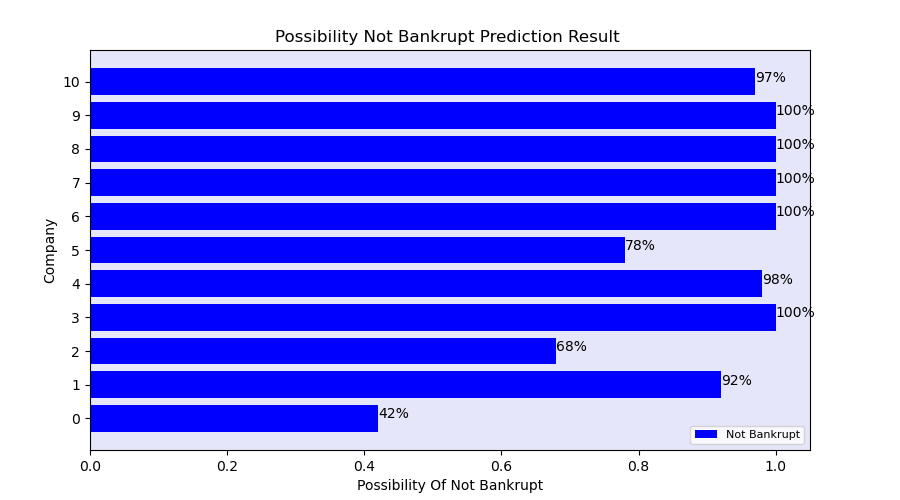 Possibility Not Bankrupt Prediction Result
10 97%
9 100%
8 100%
7 100%
6 100%
5 78%
4 98%
3 100%
2 68%
1 92%
0 42%
Company
Not Bankrupt
0.0 0.2 0.4 0.6 0.8 1.0
Possibility Of Not Bankrupt